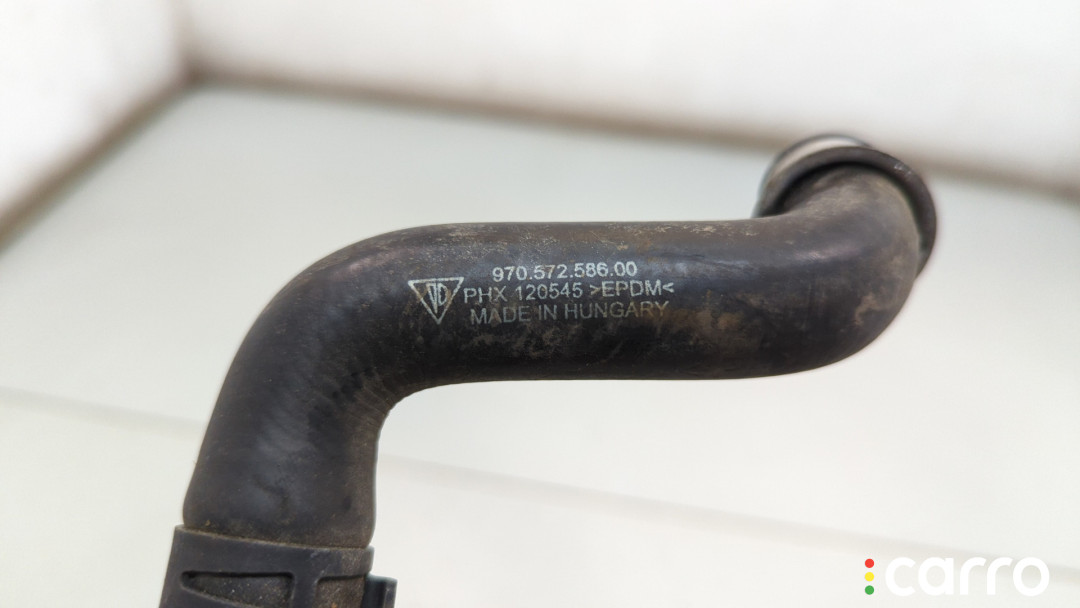 970.572.586.00
PHX 120545 >EPDM<
MADE IN HUNGARY
carro